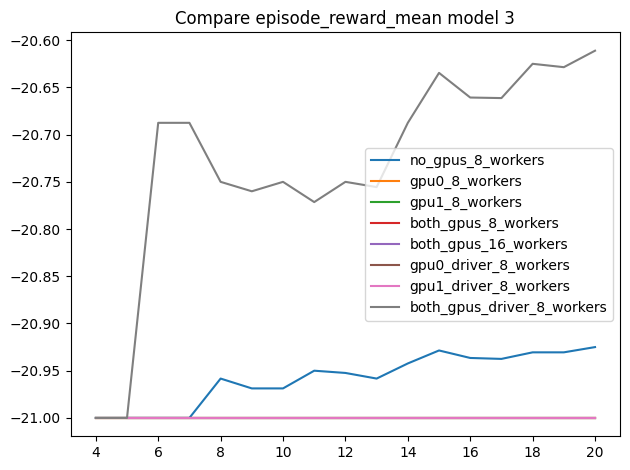 Compare episode_reward_mean model 3
−20.60
−20.65
−20.70
−20.75
−20.80
−20.85
−20.90
−20.95
−21.00
no_gpus_8_workers
gpu0_8_workers
gpu1_8_workers
both_gpus_8_workers
both_gpus_16_workers
gpu0_driver_8_workers
gpu1_driver_8_workers
both_gpus_driver_8_workers
4 6 8 10 12 14 16 18 20